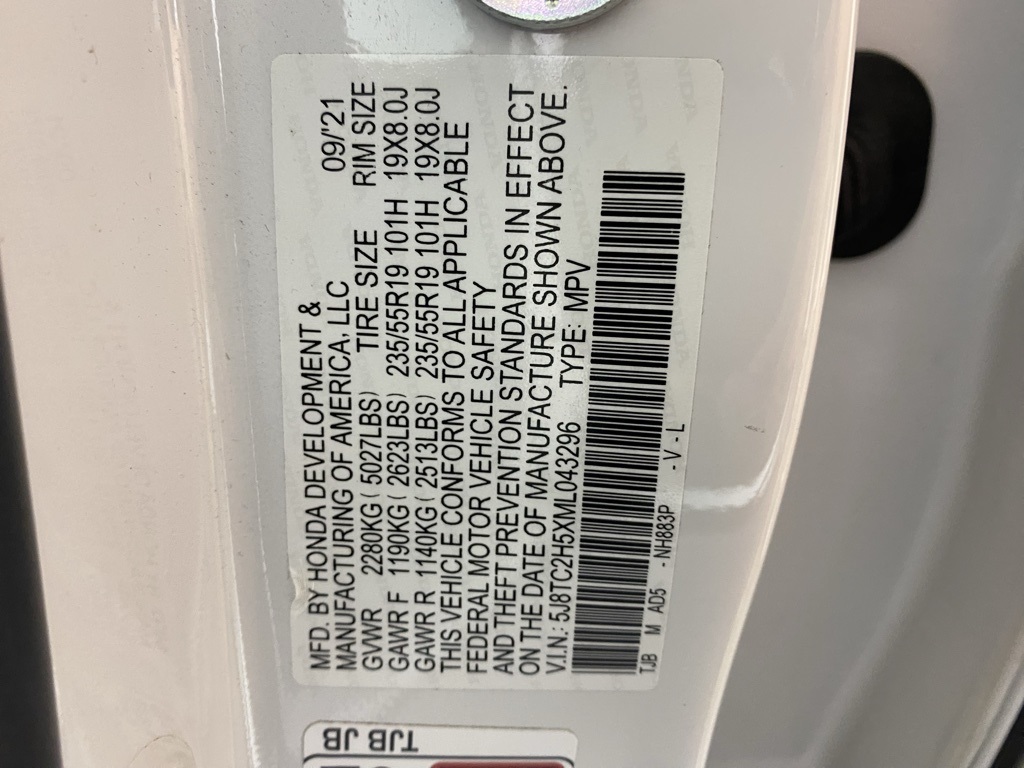 MFD. BY HONDA DEVELOPMENT &
MANUFACTURING OF AMERICA, LLC 09/'21
GVWR 2280KG ( 5027LBS) TIRE SIZE RIM SIZE
GAWR F 1190KG ( 2623LBS) 235/55R19 101H 19X8.0J
GAWR R 1140KG ( 2513LBS) 235/55R19 101H 19X8.0J
THIS VEHICLE CONFORMS TO ALL APPLICABLE
FEDERAL MOTOR VEHICLE SAFETY
AND THEFT PREVENTION STANDARDS IN EFFECT
ON THE DATE OF MANUFACTURE SHOWN ABOVE.
V.I.N.: 5J8TC2H5XML043296 TYPE: MPV
TJB M AD5 -NH883P -V-L
TJB JB